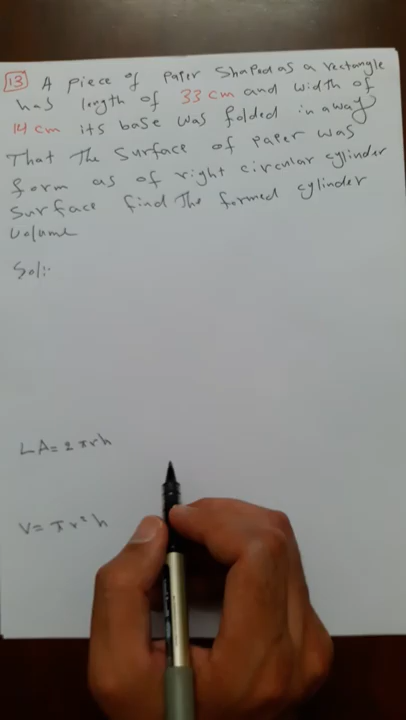 13 A piece of Paper Shaped as a rectangle
has length of 33 cm and width of
14 cm its base was folded in a way
That The Surface of paper was
form as of right circular cylinder
Surface find The formed cylinder
volume
Sol:-
LA = 2πrh
V = πr²h